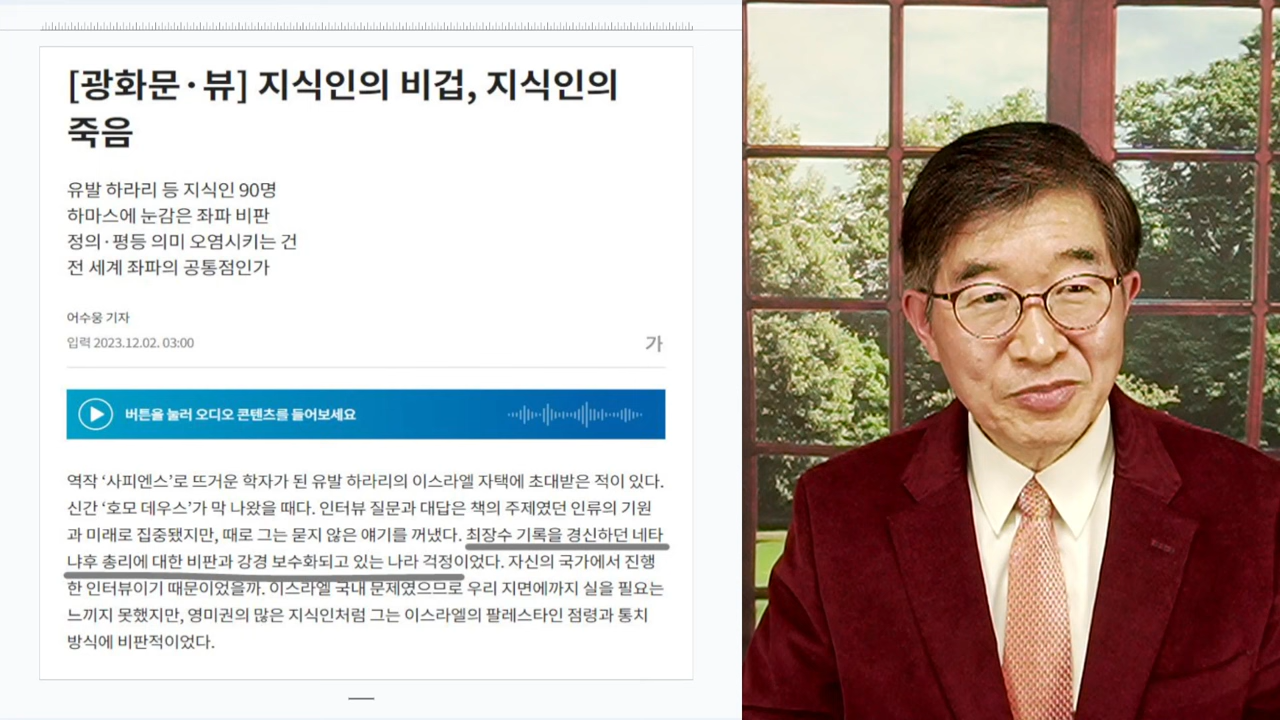 [광화문·뷰] 지식인의 비겁, 지식인의
죽음
유발 하라리 등 지식인 90명
하마스에 눈감은 좌파 비판
정의·평등 의미 오염시키는 건
전 세계 좌파의 공통점인가
어수웅 기자
입력 2023.12.02. 03:00
가
버튼을 눌러 오디오 콘텐츠를 들어보세요
역작 ‘사피엔스’로 뜨거운 학자가 된 유발 하라리의 이스라엘 자택에 초대받은 적이 있다.
신간 ‘호모 데우스’가 막 나왔을 때다. 인터뷰 질문과 대답은 책의 주제였던 인류의 기원
과 미래로 집중됐지만, 때로 그는 묻지 않은 얘기를 꺼냈다. 최장수 기록을 경신하던 네타
냐후 총리에 대한 비판과 강경 보수화되고 있는 나라 걱정이었다. 자신의 국가에서 진행
한 인터뷰이기 때문이었을까. 이스라엘 국내 문제였으므로 우리 지면에까지 실을 필요는
느끼지 못했지만, 영미권의 많은 지식인처럼 그는 이스라엘의 팔레스타인 점령과 통치
방식에 비판적이었다.